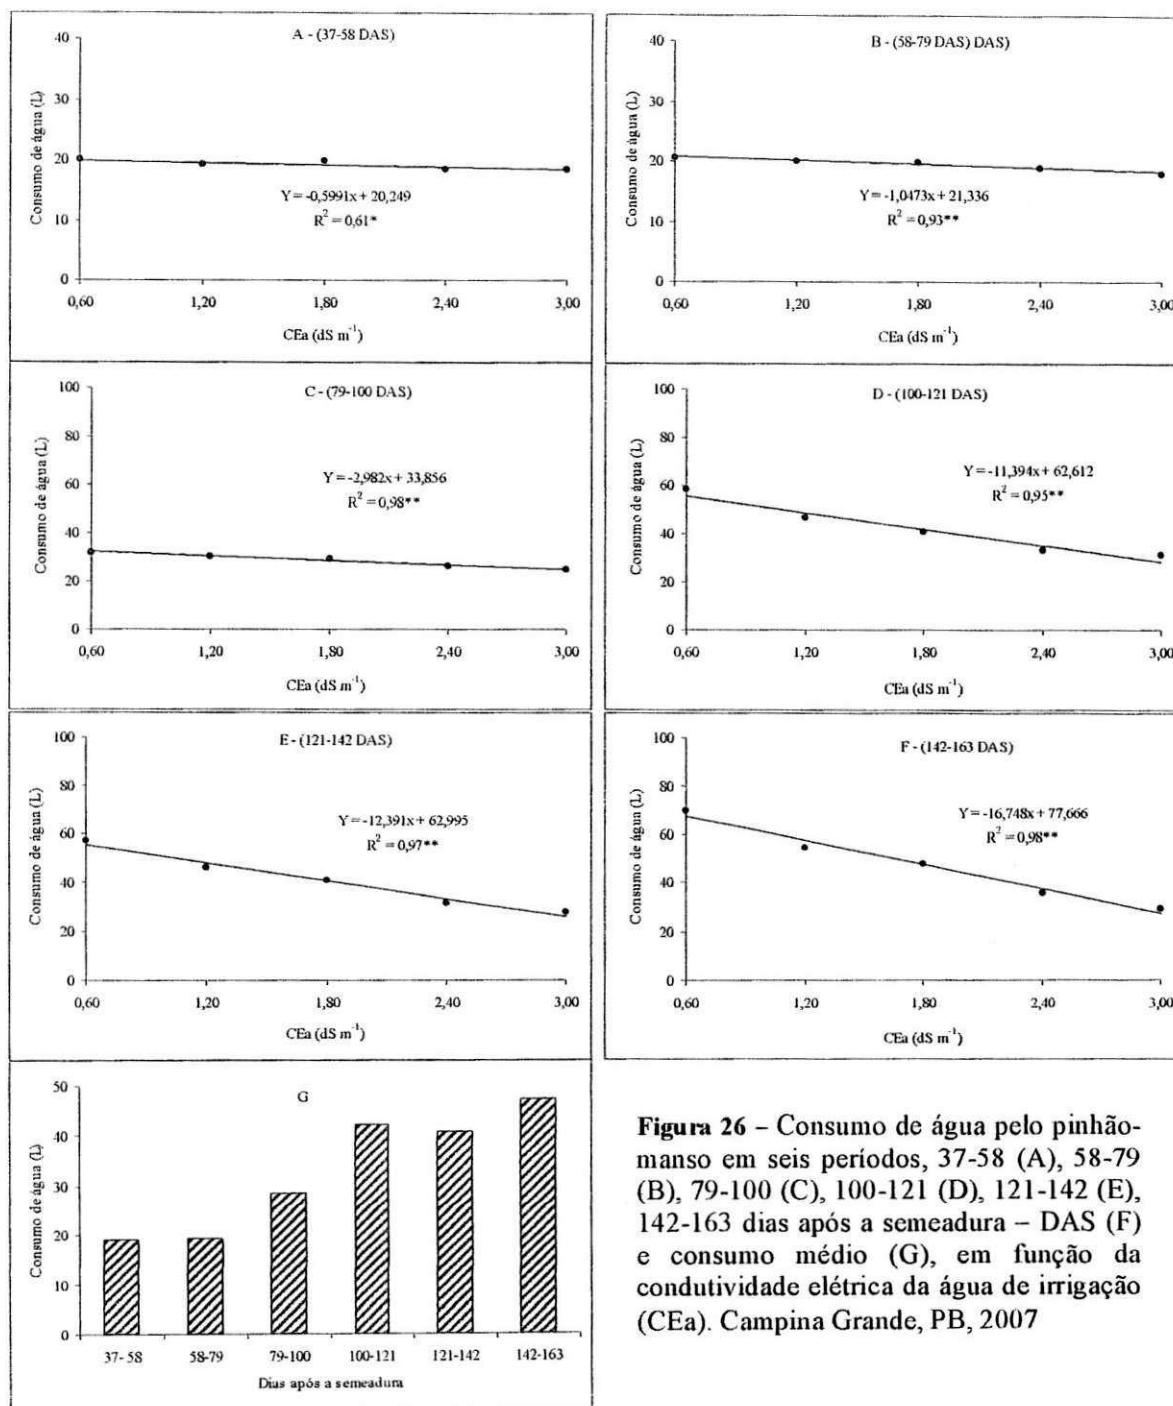 A - (37-58 DAS)
Consumo de água (L)
40
30
20
10
0
Y = -0,5991x + 20,249
R² = 0,61*
0,60 1,20 1,80 2,40 3,00
CEa (dS m⁻¹)
B - (58-79 DAS) DAS)
Consumo de água (L)
40
30
20
10
0
Y = -1,0473x + 21,336
R² = 0,93**
0,60 1,20 1,80 2,40 3,00
CEa (dS m⁻¹)
C - (79-100 DAS)
Consumo de água (L)
100
80
60
40
20
0
Y = -2,982x + 33,856
R² = 0,98**
0,60 1,20 1,80 2,40 3,00
CEa (dS m⁻¹)
D - (100-121 DAS)
Consumo de água (L)
100
80
60
40
20
0
Y = -11,394x + 62,612
R² = 0,95**
0,60 1,20 1,80 2,40 3,00
CEa (dS m⁻¹)
E - (121-142 DAS)
Consumo de água (L)
100
80
60
40
20
0
Y = -12,391x + 62,995
R² = 0,97**
0,60 1,20 1,80 2,40 3,00
CEa (dS m⁻¹)
F - (142-163 DAS)
Consumo de água (L)
100
80
60
40
20
0
Y = -16,748x + 77,666
R² = 0,98**
0,60 1,20 1,80 2,40 3,00
CEa (dS m⁻¹)
G
Consumo de água (L)
50
40
30
20
10
0
37- 58 58-79 79-100 100-121 121-142 142-163
Dias após a semeadura
Figura 26 – Consumo de água pelo pinhão-
manso em seis períodos, 37-58 (A), 58-79
(B), 79-100 (C), 100-121 (D), 121-142 (E),
142-163 dias após a semeadura – DAS (F)
e consumo médio (G), em função da
condutividade elétrica da água de irrigação
(CEa). Campina Grande, PB, 2007